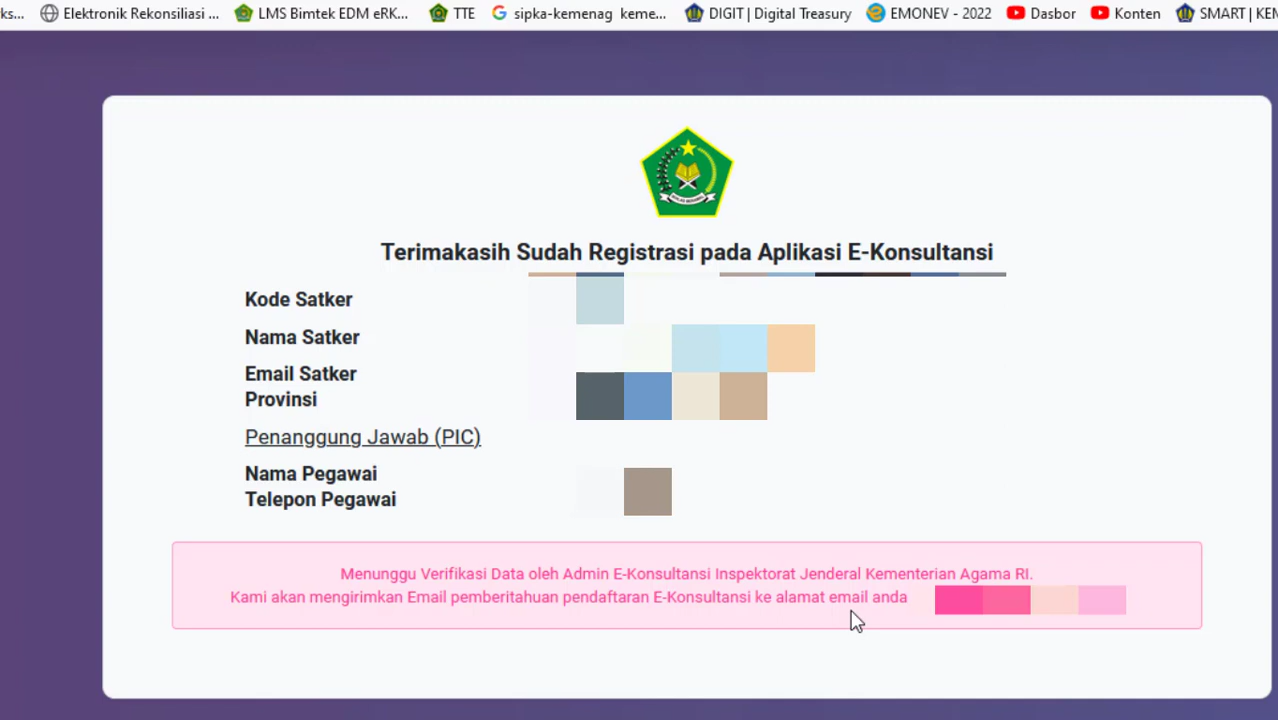 ks...
Elektronik Rekonsiliasi ...
LMS Bimtek EDM eRK...
TTE
sipka-kemenag keme...
DIGIT | Digital Treasury
EMONEV - 2022
Dasbor
Konten
SMART | KEM
Terimakasih Sudah Registrasi pada Aplikasi E-Konsultansi
Kode Satker
Nama Satker
Email Satker
Provinsi
Penanggung Jawab (PIC)
Nama Pegawai
Telepon Pegawai
Menunggu Verifikasi Data oleh Admin E-Konsultansi Inspektorat Jenderal Kementerian Agama RI.
Kami akan mengirimkan Email pemberitahuan pendaftaran E-Konsultansi ke alamat email anda